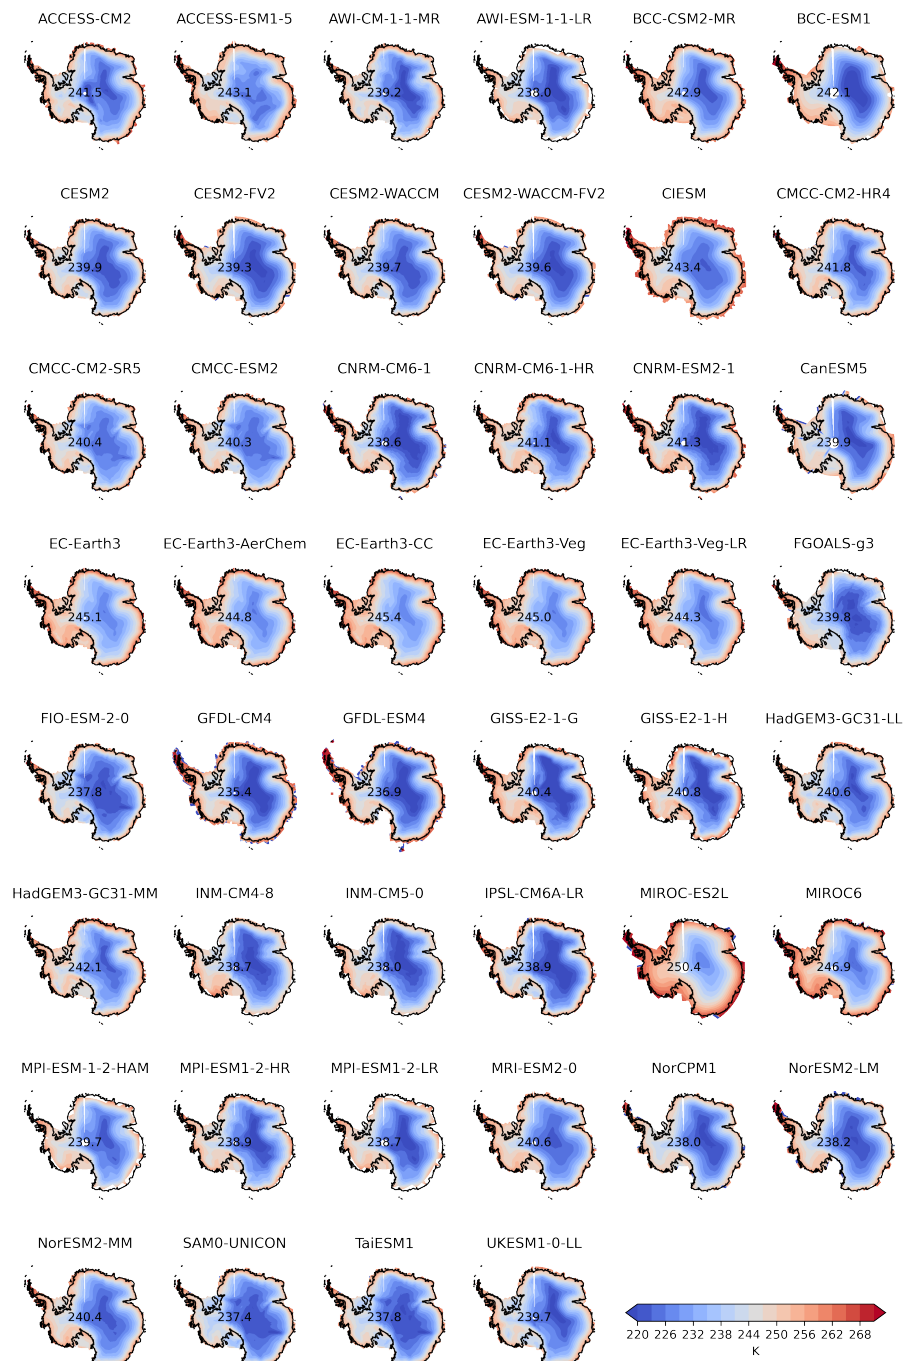 ACCESS-CM2 ACCESS-ESM1-5 AWI-CM-1-1-MR AWI-ESM-1-1-LR BCC-CSM2-MR BCC-ESM1
241.5 243.1 239.2 238.0 242.9 242.1
CESM2 CESM2-FV2 CESM2-WACCM CESM2-WACCM-FV2 CIESM CMCC-CM2-HR4
239.9 239.3 239.7 239.6 243.4 241.8
CMCC-CM2-SR5 CMCC-ESM2 CNRM-CM6-1 CNRM-CM6-1-HR CNRM-ESM2-1 CanESM5
240.4 240.3 238.6 241.1 241.3 239.9
EC-Earth3 EC-Earth3-AerChem EC-Earth3-CC EC-Earth3-Veg EC-Earth3-Veg-LR FGOALS-g3
245.1 244.8 245.4 245.0 244.3 239.8
FIO-ESM-2-0 GFDL-CM4 GFDL-ESM4 GISS-E2-1-G GISS-E2-1-H HadGEM3-GC31-LL
237.8 235.4 236.9 240.4 240.8 240.6
HadGEM3-GC31-MM INM-CM4-8 INM-CM5-0 IPSL-CM6A-LR MIROC-ES2L MIROC6
242.1 238.7 238.0 238.9 250.4 246.9
MPI-ESM-1-2-HAM MPI-ESM1-2-HR MPI-ESM1-2-LR MRI-ESM2-0 NorCPM1 NorESM2-LM
239.7 238.9 238.7 240.6 238.0 238.2
NorESM2-MM SAM0-UNICON TaiESM1 UKESM1-0-LL
240.4 237.4 237.8 239.7
220 226 232 238 244 250 256 262 268
K